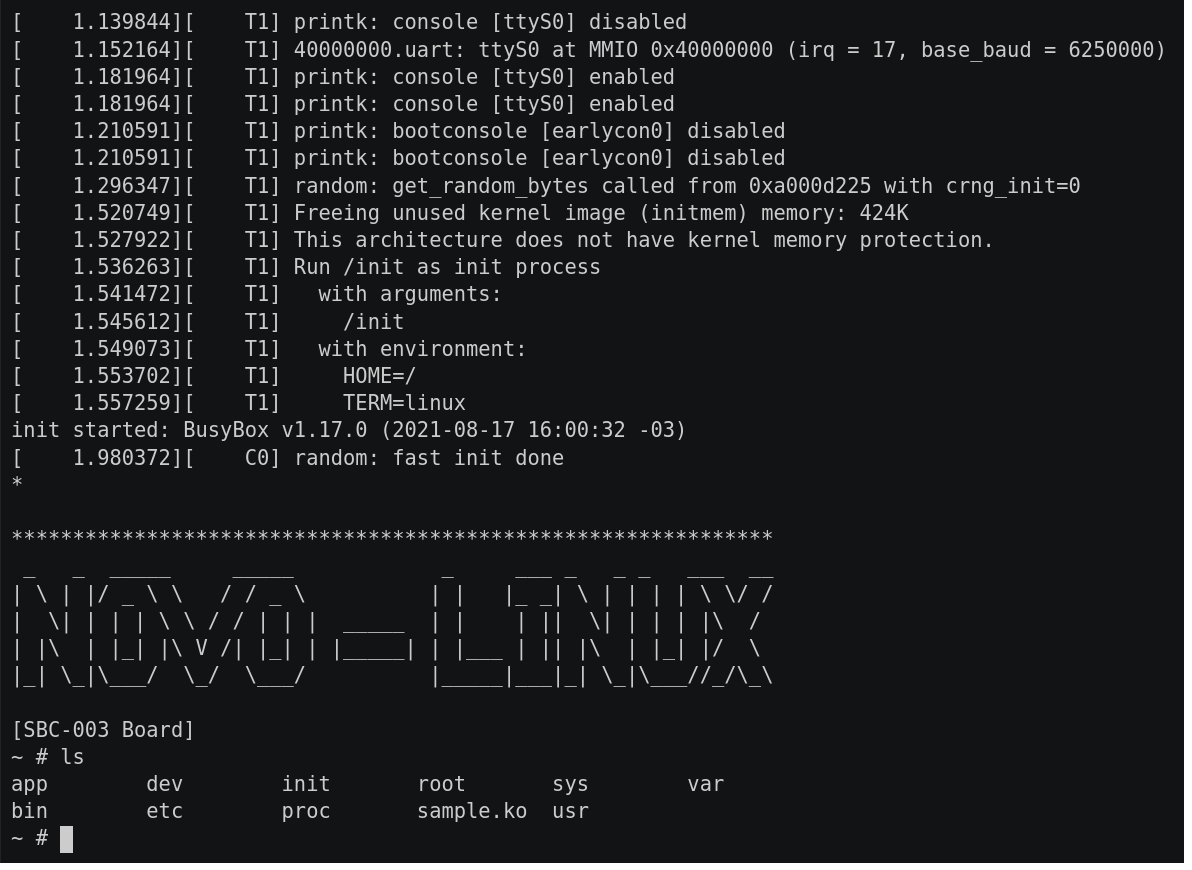 [    1.139844][    T1] printk: console [ttyS0] disabled
[    1.152164][    T1] 40000000.uart: ttyS0 at MMIO 0x40000000 (irq = 17, base_baud = 6250000)
[    1.181964][    T1] printk: console [ttyS0] enabled
[    1.181964][    T1] printk: console [ttyS0] enabled
[    1.210591][    T1] printk: bootconsole [earlycon0] disabled
[    1.210591][    T1] printk: bootconsole [earlycon0] disabled
[    1.296347][    T1] random: get_random_bytes called from 0xa000d225 with crng_init=0
[    1.520749][    T1] Freeing unused kernel image (initmem) memory: 424K
[    1.527922][    T1] This architecture does not have kernel memory protection.
[    1.536263][    T1] Run /init as init process
[    1.541472][    T1]   with arguments:
[    1.545612][    T1]     /init
[    1.549073][    T1]   with environment:
[    1.553702][    T1]     HOME=/
[    1.557259][    T1]     TERM=linux
init started: BusyBox v1.17.0 (2021-08-17 16:00:32 -03)
[    1.980372][    C0] random: fast init done
*
**************************************************************
NOVO-LINUX
[SBC-003 Board]
~ # ls
app        dev        init       root       sys        var
bin        etc        proc       sample.ko  usr
~ #